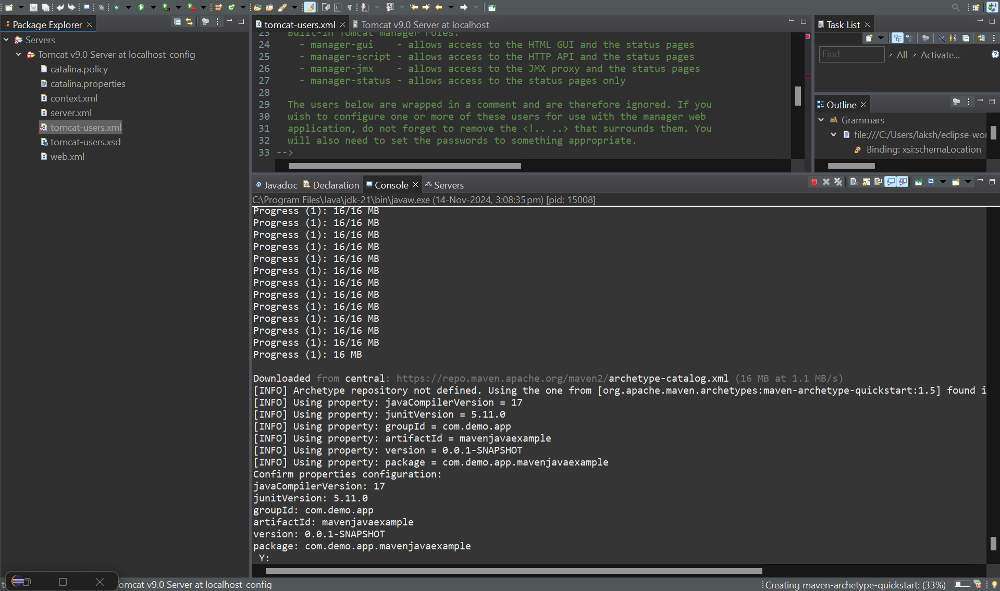 Package Explorer
Servers
Tomcat v9.0 Server at localhost-config
catalina.policy
catalina.properties
context.xml
server.xml
tomcat-users.xml
tomcat-users.xsd
web.xml
tomcat-users.xml
Tomcat v9.0 Server at localhost
23 Built-in Tomcat manager roles:
24 - manager-gui - allows access to the HTML GUI and the status pages
25 - manager-script - allows access to the HTTP API and the status pages
26 - manager-jmx - allows access to the JMX proxy and the status pages
27 - manager-status - allows access to the status pages only
28
29 The users below are wrapped in a comment and are therefore ignored. If you
30 wish to configure one or more of these users for use with the manager web
31 application, do not forget to remove the <!.. ..> that surrounds them. You
32 will also need to set the passwords to something appropriate.
33 -->
Task List
Find
All
Activate...
Outline
Grammars
file:///C:/Users/laksh/eclipse-wor
Binding: xsi:schemaLocation
Javadoc
Declaration
Console
Servers
C:\Program Files\Java\jdk-21\bin\javaw.exe (14-Nov-2024, 3:08:35 pm) [pid: 15008]
Progress (1): 16/16 MB
Progress (1): 16/16 MB
Progress (1): 16/16 MB
Progress (1): 16/16 MB
Progress (1): 16/16 MB
Progress (1): 16/16 MB
Progress (1): 16/16 MB
Progress (1): 16/16 MB
Progress (1): 16/16 MB
Progress (1): 16/16 MB
Progress (1): 16/16 MB
Progress (1): 16/16 MB
Progress (1): 16 MB
Downloaded from central: https://repo.maven.apache.org/maven2/archetype-catalog.xml (16 MB at 1.1 MB/s)
[INFO] Archetype repository not defined. Using the one from [org.apache.maven.archetypes:maven-archetype-quickstart:1.5] found i
[INFO] Using property: javaCompilerVersion = 17
[INFO] Using property: junitVersion = 5.11.0
[INFO] Using property: groupId = com.demo.app
[INFO] Using property: artifactId = mavenjavaexample
[INFO] Using property: version = 0.0.1-SNAPSHOT
[INFO] Using property: package = com.demo.app.mavenjavaexample
Confirm properties configuration:
javaCompilerVersion: 17
junitVersion: 5.11.0
groupId: com.demo.app
artifactId: mavenjavaexample
version: 0.0.1-SNAPSHOT
package: com.demo.app.mavenjavaexample
Y:
Tomcat v9.0 Server at localhost-config
Creating maven-archetype-quickstart: (33%)